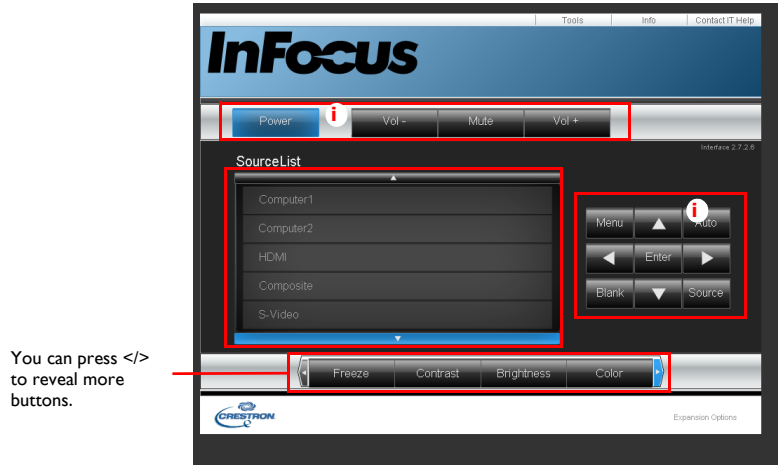 Tools Info Contact IT Help
InFocus
Power i Vol - Mute Vol +
Interface 2.7.2.6
SourceList
Computer1
Computer2
HDMI
Composite
S-Video
Menu i Auto
Enter
Blank Source
You can press </>
to reveal more
buttons.
Freeze Contrast Brightness Color
CRESTRON
Expansion Options